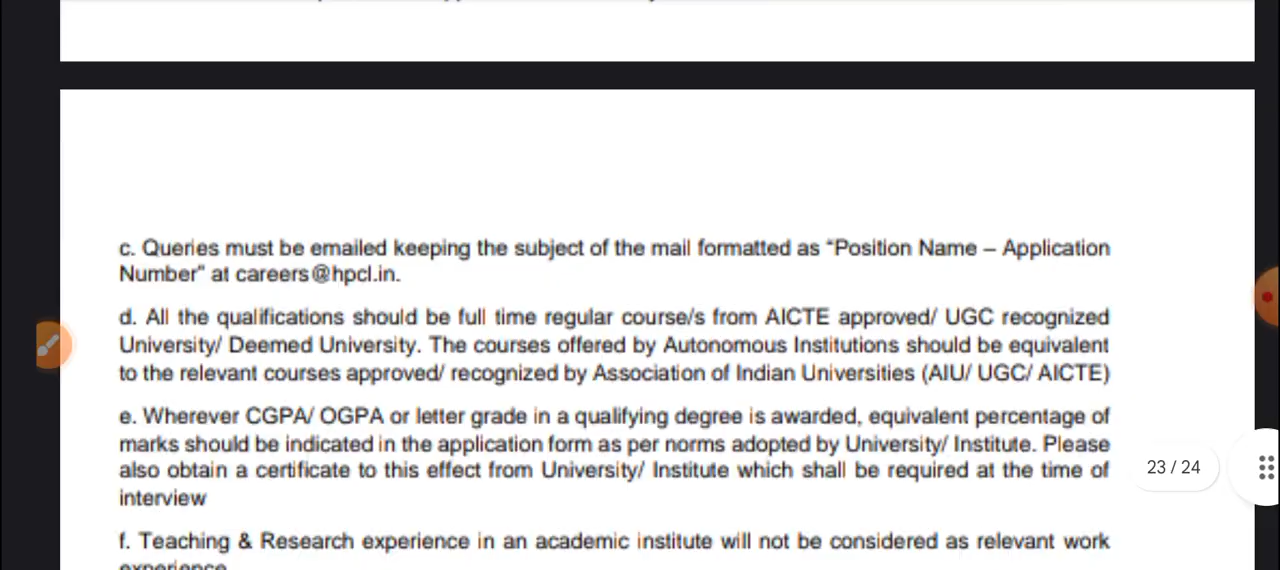 c. Queries must be emailed keeping the subject of the mail formatted as “Position Name – Application
Number” at careers@hpcl.in.
d. All the qualifications should be full time regular course/s from AICTE approved/ UGC recognized
University/ Deemed University. The courses offered by Autonomous Institutions should be equivalent
to the relevant courses approved/ recognized by Association of Indian Universities (AIU/ UGC/ AICTE)
e. Wherever CGPA/ OGPA or letter grade in a qualifying degree is awarded, equivalent percentage of
marks should be indicated in the application form as per norms adopted by University/ Institute. Please
also obtain a certificate to this effect from University/ Institute which shall be required at the time of
interview
23 / 24
f. Teaching & Research experience in an academic institute will not be considered as relevant work
experience